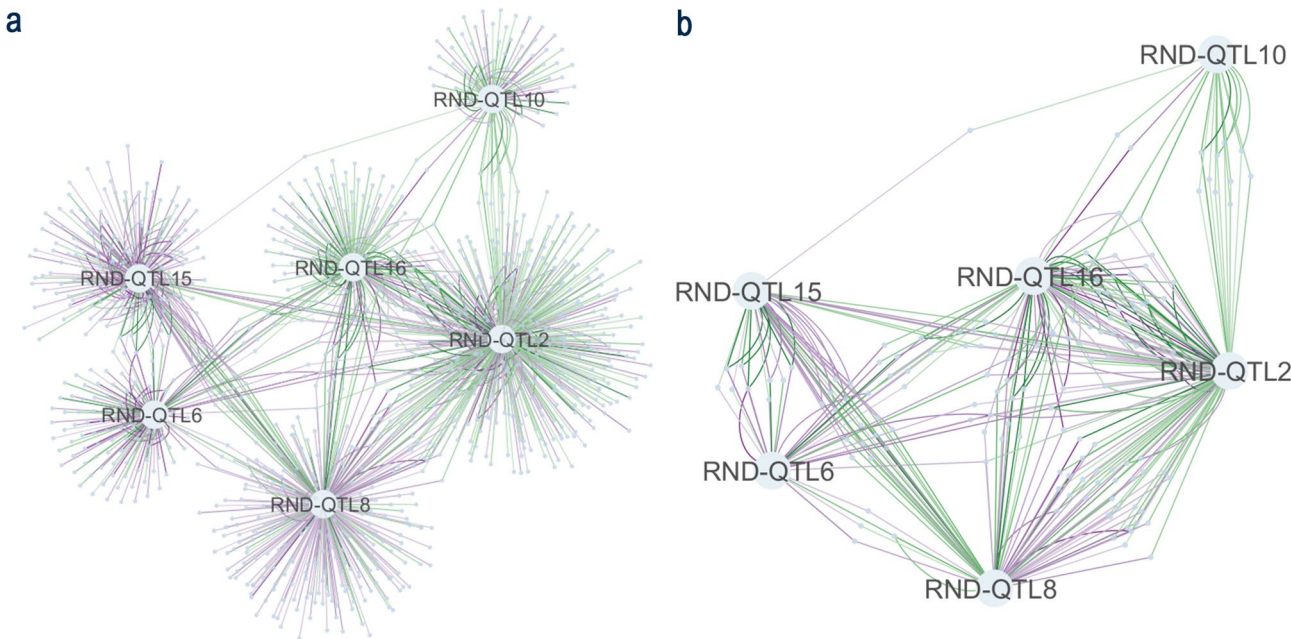 a
RND-QTL10
RND-QTL15
RND-QTL16
RND-QTL2
RND-QTL6
RND-QTL8
b
RND-QTL10
RND-QTL15
RND-QTL16
RND-QTL2
RND-QTL6
RND-QTL8